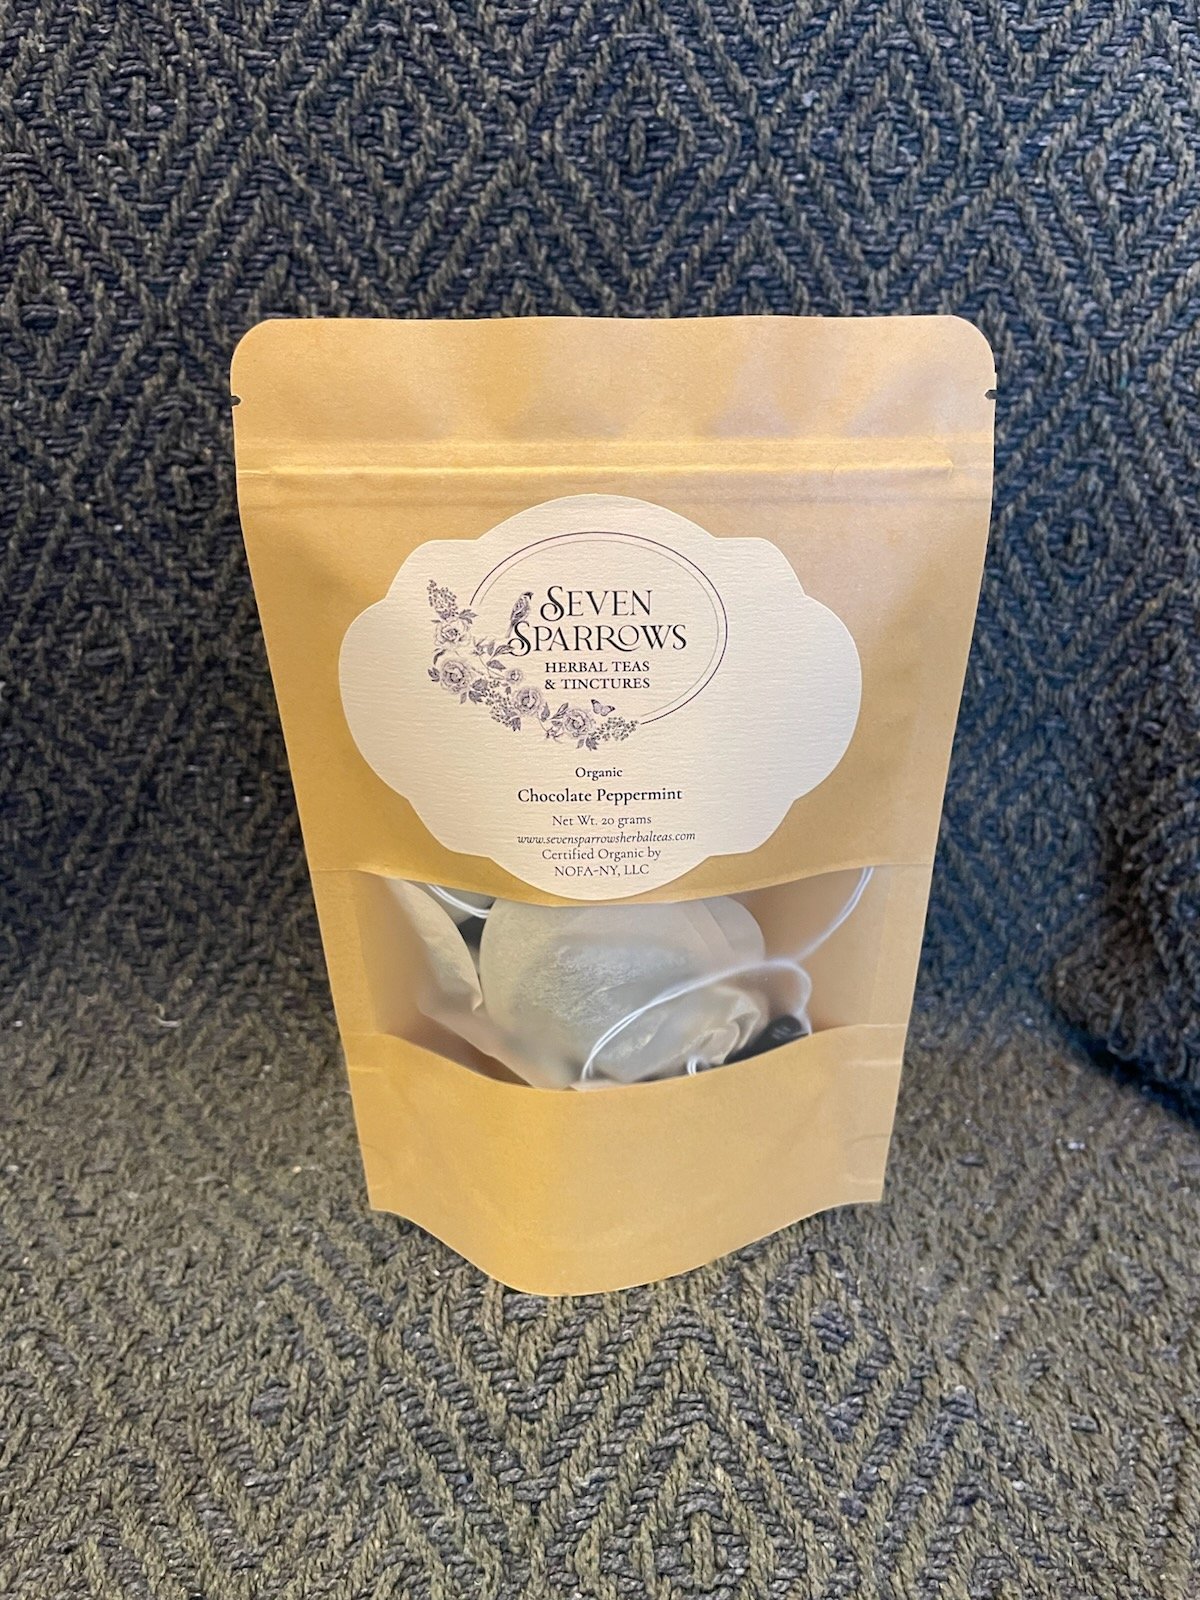 Seven
Sparrows
Herbal Teas
& Tinctures
Organic
Chocolate Peppermint
Net Wt. 20 grams
www.sevensparrowsherbalteas.com
Certified Organic by
NOFA-NY, LLC